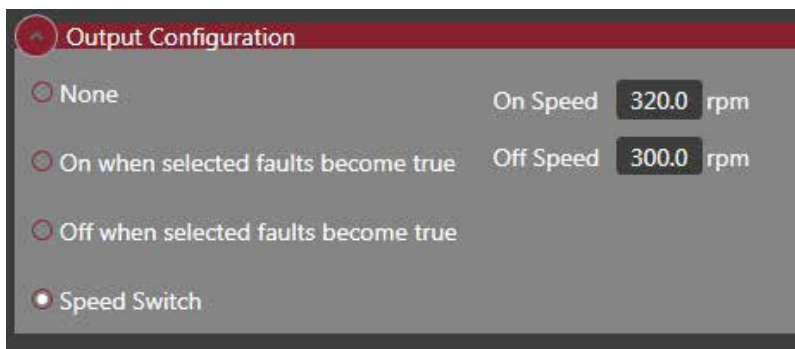 Output Configuration
None
On Speed 320.0 rpm
On when selected faults become true
Off Speed 300.0 rpm
Off when selected faults become true
Speed Switch